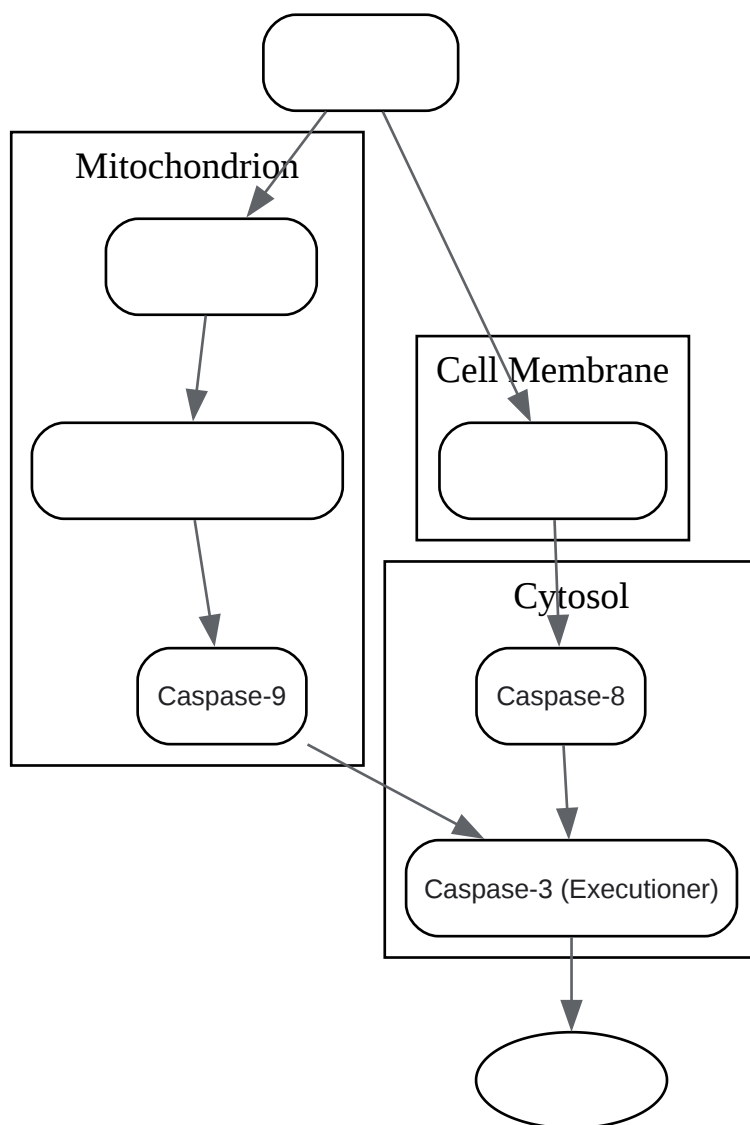 Mitochondrion
Cell Membrane
Cytosol
Caspase-9
Caspase-8
Caspase-3 (Executioner)